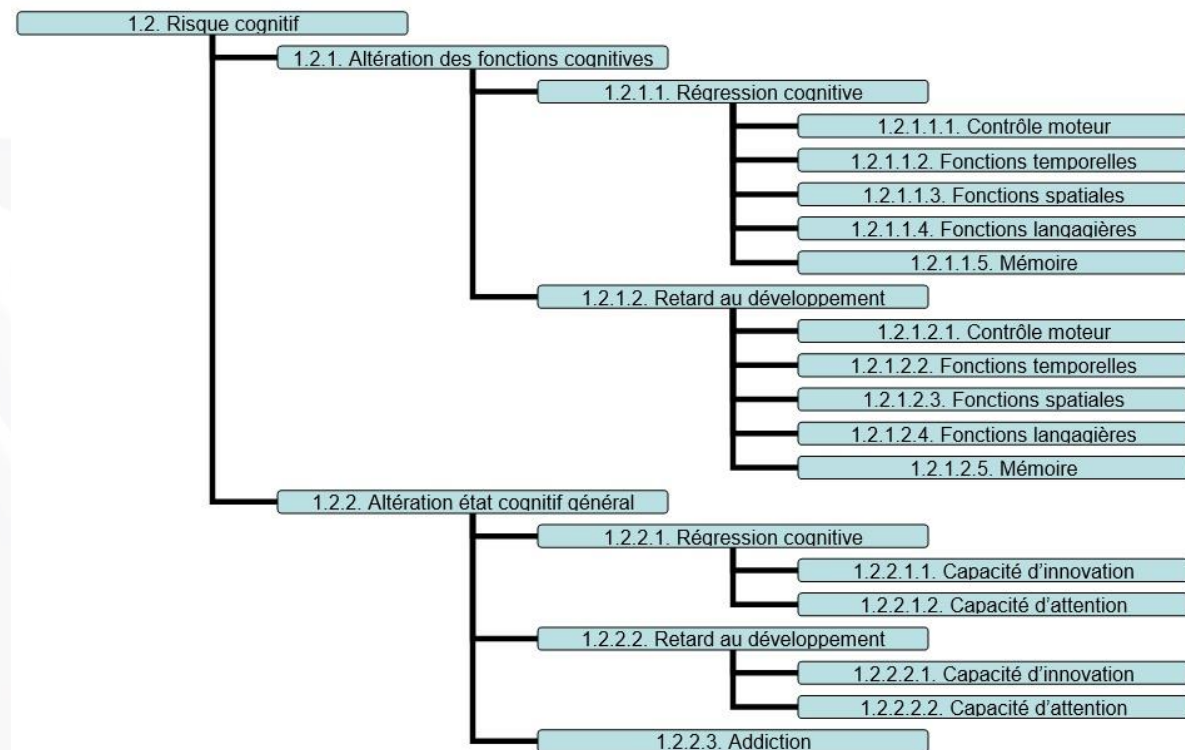 1.2. Risque cognitif
1.2.1. Altération des fonctions cognitives
1.2.1.1. Régression cognitive
1.2.1.1.1. Contrôle moteur
1.2.1.1.2. Fonctions temporelles
1.2.1.1.3. Fonctions spatiales
1.2.1.1.4. Fonctions langagières
1.2.1.1.5. Mémoire
1.2.1.2. Retard au développement
1.2.1.2.1. Contrôle moteur
1.2.1.2.2. Fonctions temporelles
1.2.1.2.3. Fonctions spatiales
1.2.1.2.4. Fonctions langagières
1.2.1.2.5. Mémoire
1.2.2. Altération état cognitif général
1.2.2.1. Régression cognitive
1.2.2.1.1. Capacité d'innovation
1.2.2.1.2. Capacité d'attention
1.2.2.2. Retard au développement
1.2.2.2.1. Capacité d'innovation
1.2.2.2.2. Capacité d'attention
1.2.2.3. Addiction